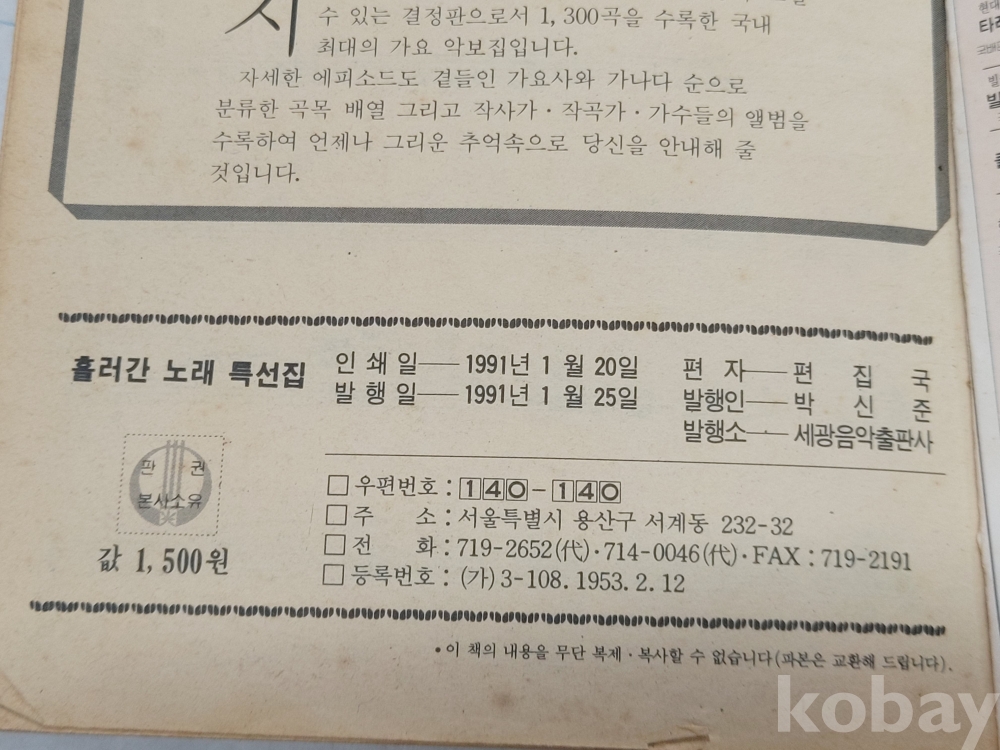 지
수 있는 결정판으로서 1,300곡을 수록한 국내
최대의 가요 악보집입니다.
자세한 에피소드도 곁들인 가요사와 가나다 순으로
분류한 곡목 배열 그리고 작사가·작곡가·가수들의 앨범을
수록하여 언제나 그리운 추억속으로 당신을 안내해 줄
것입니다.
흘러간 노래 특선집
인 쇄 일 — 1991년 1 월 20일
발 행 일 — 1991년 1 월 25일
편 자 — 편 집 국
발행인 — 박 신 준
발행소 — 세광음악출판사
판 권
본사소유
값 1,500원
□ 우편번호 : 140-140
□ 주 소 : 서울특별시 용산구 서계동 232-32
□ 전 화 : 719-2652(代)·714-0046(代)·FAX : 719-2191
□ 등록번호 : (가) 3-108. 1953. 2. 12
• 이 책의 내용을 무단 복제·복사할 수 없습니다(파본은 교환해 드립니다).
kobay